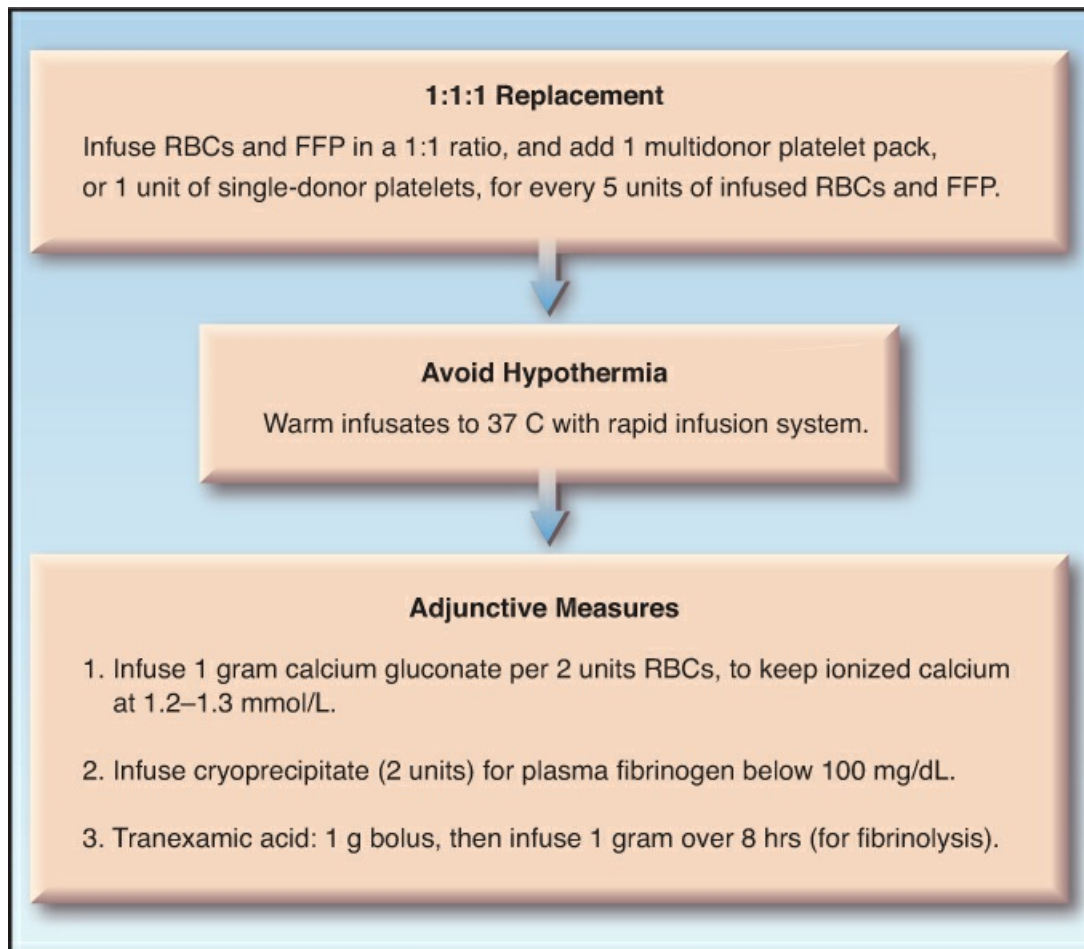 1:1:1 Replacement
Infuse RBCs and FFP in a 1:1 ratio, and add 1 multidonor platelet pack,
or 1 unit of single-donor platelets, for every 5 units of infused RBCs and FFP.
Avoid Hypothermia
Warm infusates to 37 C with rapid infusion system.
Adjunctive Measures
1. Infuse 1 gram calcium gluconate per 2 units RBCs, to keep ionized calcium
at 1.2–1.3 mmol/L.
2. Infuse cryoprecipitate (2 units) for plasma fibrinogen below 100 mg/dL.
3. Tranexamic acid: 1 g bolus, then infuse 1 gram over 8 hrs (for fibrinolysis).